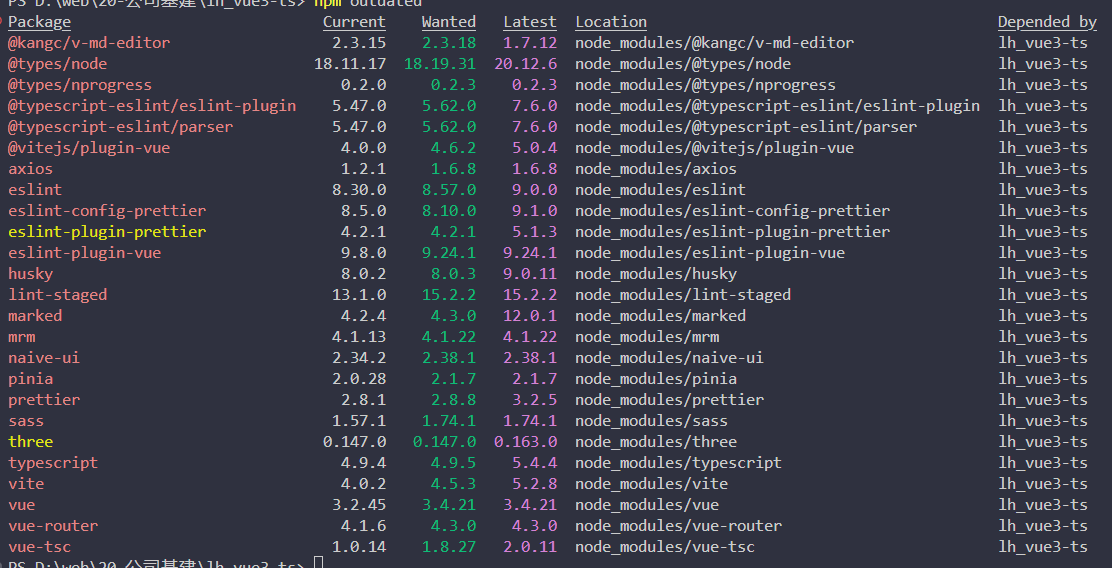 PS D:\web\20-公司基建\lh_vue3-ts> npm outdated
Package Current Wanted Latest Location Depended by
@kangc/v-md-editor 2.3.15 2.3.18 1.7.12 node_modules/@kangc/v-md-editor lh_vue3-ts
@types/node 18.11.17 18.19.31 20.12.6 node_modules/@types/node lh_vue3-ts
@types/nprogress 0.2.0 0.2.3 0.2.3 node_modules/@types/nprogress lh_vue3-ts
@typescript-eslint/eslint-plugin 5.47.0 5.62.0 7.6.0 node_modules/@typescript-eslint/eslint-plugin lh_vue3-ts
@typescript-eslint/parser 5.47.0 5.62.0 7.6.0 node_modules/@typescript-eslint/parser lh_vue3-ts
@vitejs/plugin-vue 4.0.0 4.6.2 5.0.4 node_modules/@vitejs/plugin-vue lh_vue3-ts
axios 1.2.1 1.6.8 1.6.8 node_modules/axios lh_vue3-ts
eslint 8.30.0 8.57.0 9.0.0 node_modules/eslint lh_vue3-ts
eslint-config-prettier 8.5.0 8.10.0 9.1.0 node_modules/eslint-config-prettier lh_vue3-ts
eslint-plugin-prettier 4.2.1 4.2.1 5.1.3 node_modules/eslint-plugin-prettier lh_vue3-ts
eslint-plugin-vue 9.8.0 9.24.1 9.24.1 node_modules/eslint-plugin-vue lh_vue3-ts
husky 8.0.2 8.0.3 9.0.11 node_modules/husky lh_vue3-ts
lint-staged 13.1.0 15.2.2 15.2.2 node_modules/lint-staged lh_vue3-ts
marked 4.2.4 4.3.0 12.0.1 node_modules/marked lh_vue3-ts
mrm 4.1.13 4.1.22 4.1.22 node_modules/mrm lh_vue3-ts
naive-ui 2.34.2 2.38.1 2.38.1 node_modules/naive-ui lh_vue3-ts
pinia 2.0.28 2.1.7 2.1.7 node_modules/pinia lh_vue3-ts
prettier 2.8.1 2.8.8 3.2.5 node_modules/prettier lh_vue3-ts
sass 1.57.1 1.74.1 1.74.1 node_modules/sass lh_vue3-ts
three 0.147.0 0.147.0 0.163.0 node_modules/three lh_vue3-ts
typescript 4.9.4 4.9.5 5.4.4 node_modules/typescript lh_vue3-ts
vite 4.0.2 4.5.3 5.2.8 node_modules/vite lh_vue3-ts
vue 3.2.45 3.4.21 3.4.21 node_modules/vue lh_vue3-ts
vue-router 4.1.6 4.3.0 4.3.0 node_modules/vue-router lh_vue3-ts
vue-tsc 1.0.14 1.8.27 2.0.11 node_modules/vue-tsc lh_vue3-ts
PS D:\web\20-公司基建\lh_vue3-ts>